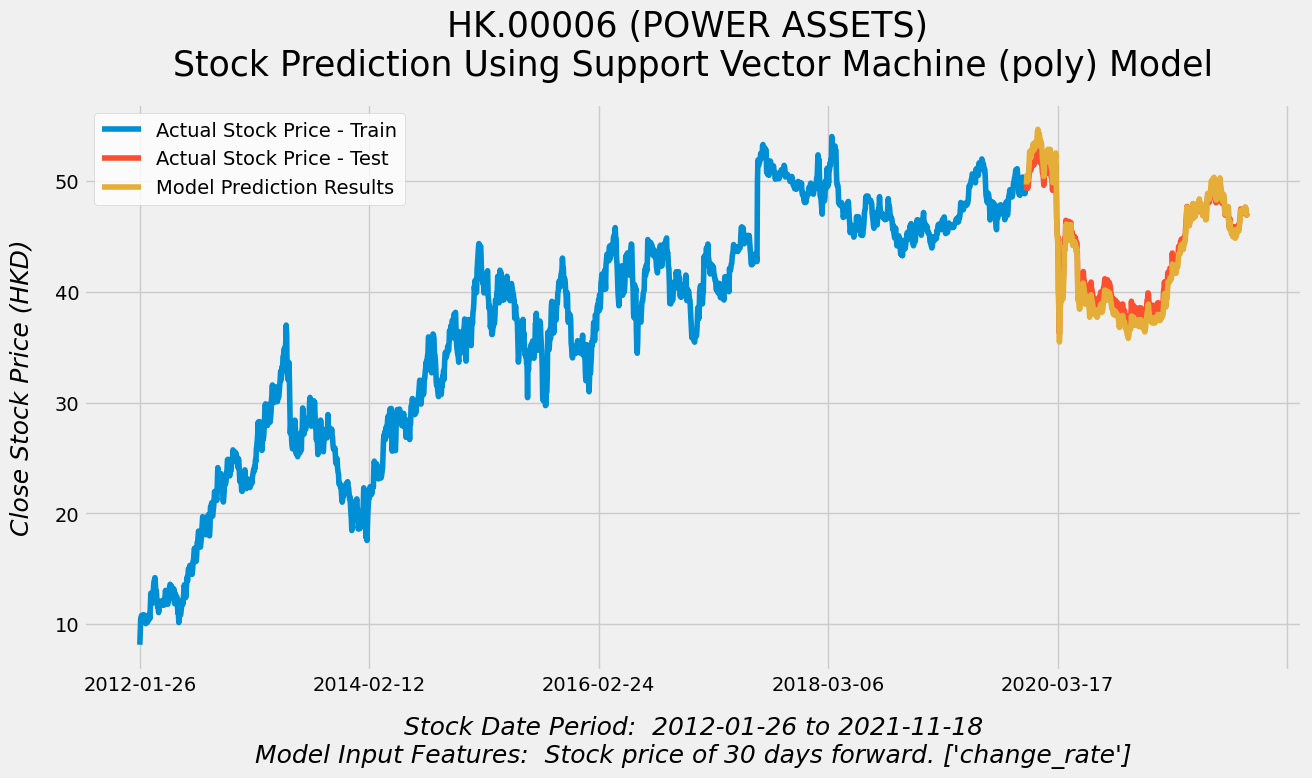 HK.00006 (POWER ASSETS)
Stock Prediction Using Support Vector Machine (poly) Model
Actual Stock Price - Train
Actual Stock Price - Test
Model Prediction Results
Close Stock Price (HKD)
50
40
30
20
10
2012-01-26
2014-02-12
2016-02-24
2018-03-06
2020-03-17
Stock Date Period:  2012-01-26 to 2021-11-18
Model Input Features:  Stock price of 30 days forward. ['change_rate']